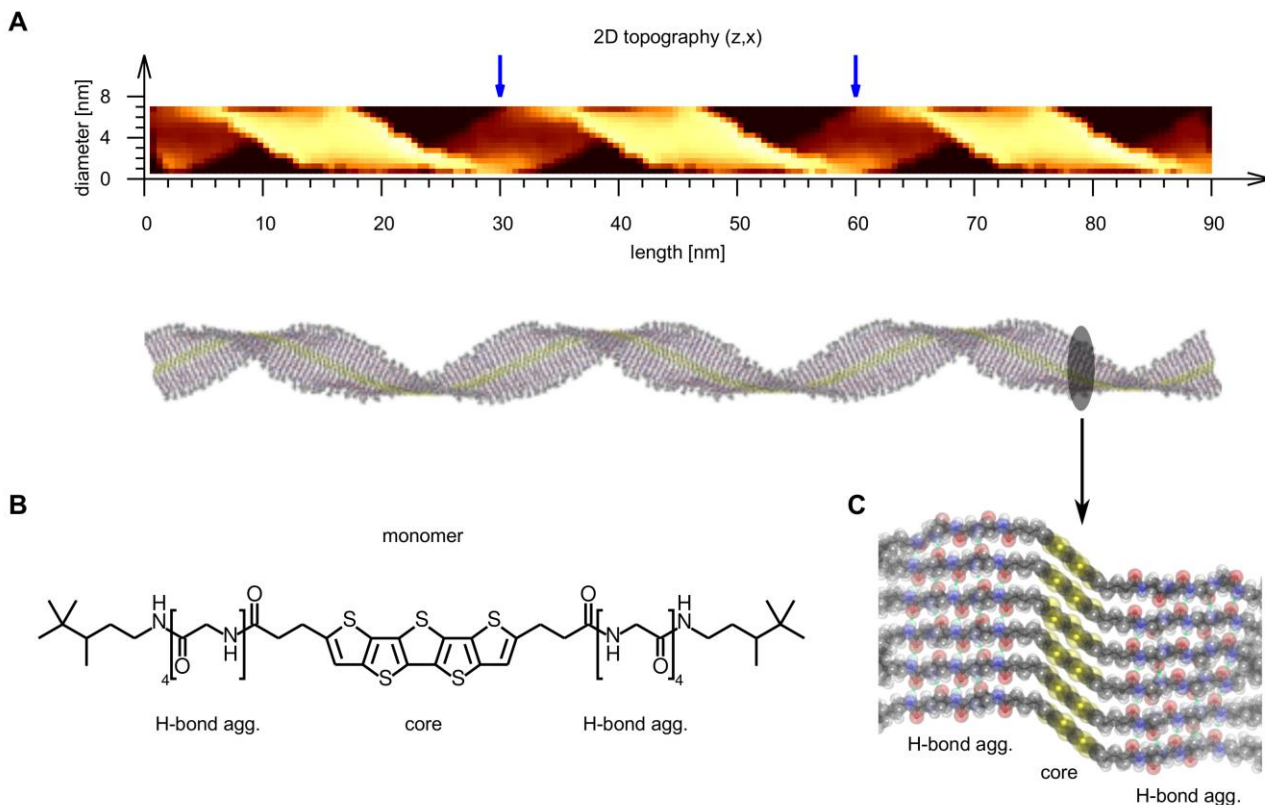 A
2D topography (z,x)
diameter [nm]
8
4
0
0 10 20 30 40 50 60 70 80 90
length [nm]
B
monomer
H N [ O N H ] 4 O S S S S S O [ H N O ] 4 H N
H-bond agg. core H-bond agg.
C
H-bond agg.
core
H-bond agg.